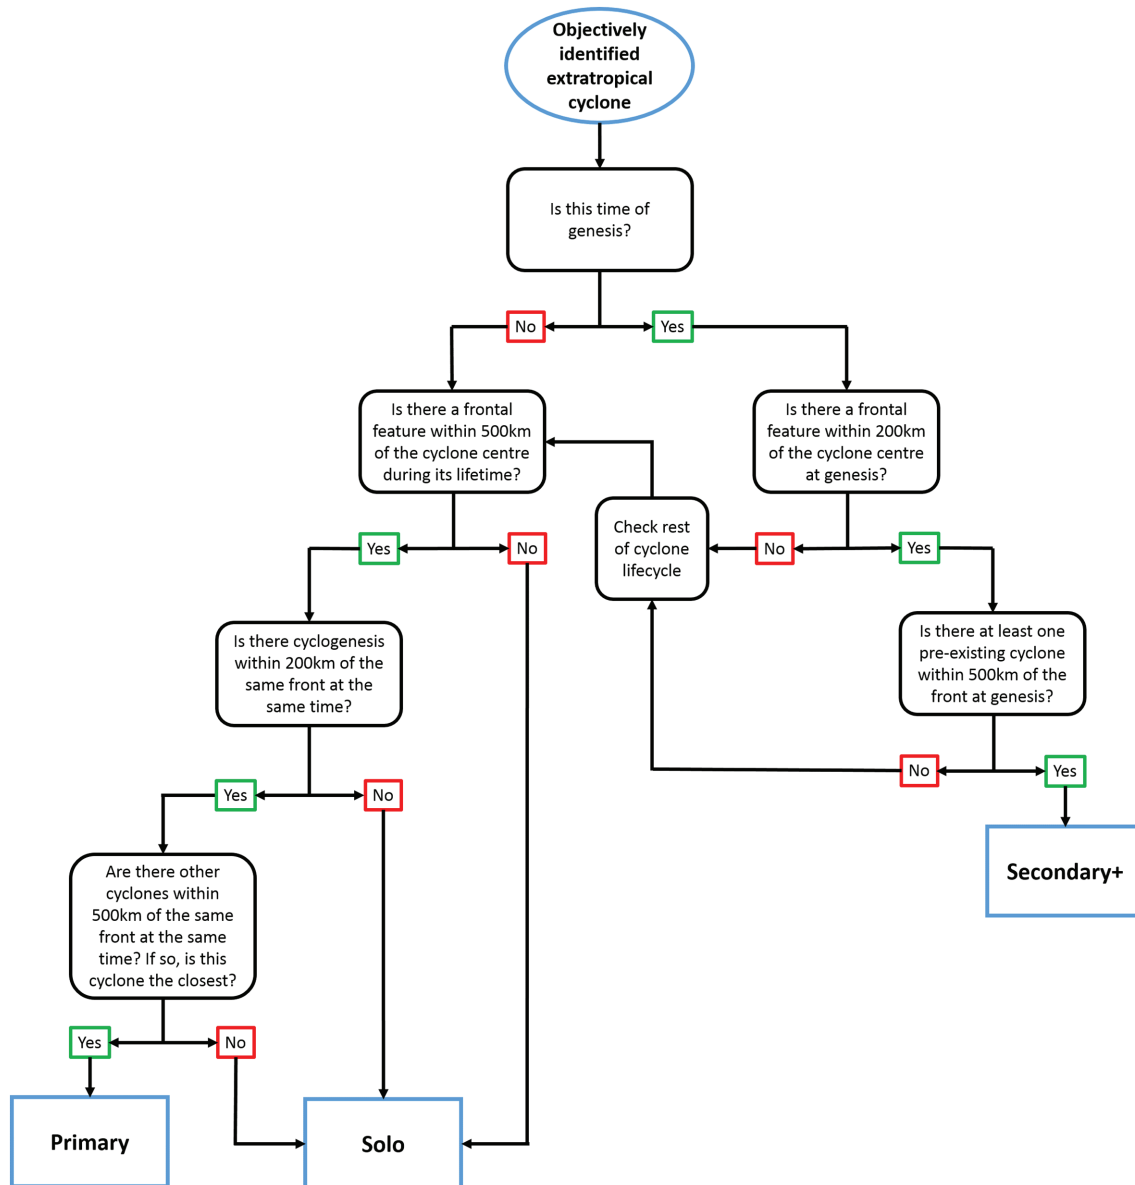 Objectively
identified
extratropical
cyclone
Is this time of
genesis?
No
Yes
Is there a frontal
feature within 500km
of the cyclone centre
during its lifetime?
Is there a frontal
feature within 200km
of the cyclone centre
at genesis?
Yes
No
Check rest
of cyclone
lifecycle
No
Yes
Is there cyclogenesis
within 200km of the
same front at the
same time?
Is there at least one
pre-existing cyclone
within 500km of the
front at genesis?
Yes
No
No
Yes
Are there other
cyclones within
500km of the same
front at the same
time? If so, is this
cyclone the closest?
Secondary+
Yes
No
Primary
Solo